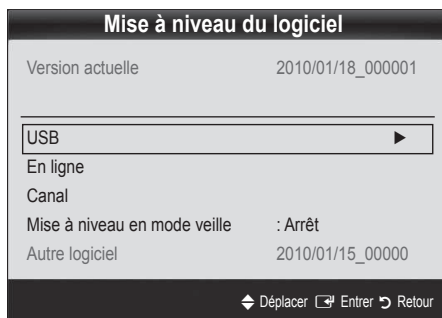 Mise à niveau du logiciel
Version actuelle 2010/01/18_000001
USB ►
En ligne
Canal
Mise à niveau en mode veille : Arrêt
Autre logiciel 2010/01/15_00000
Déplacer Entrer Retour